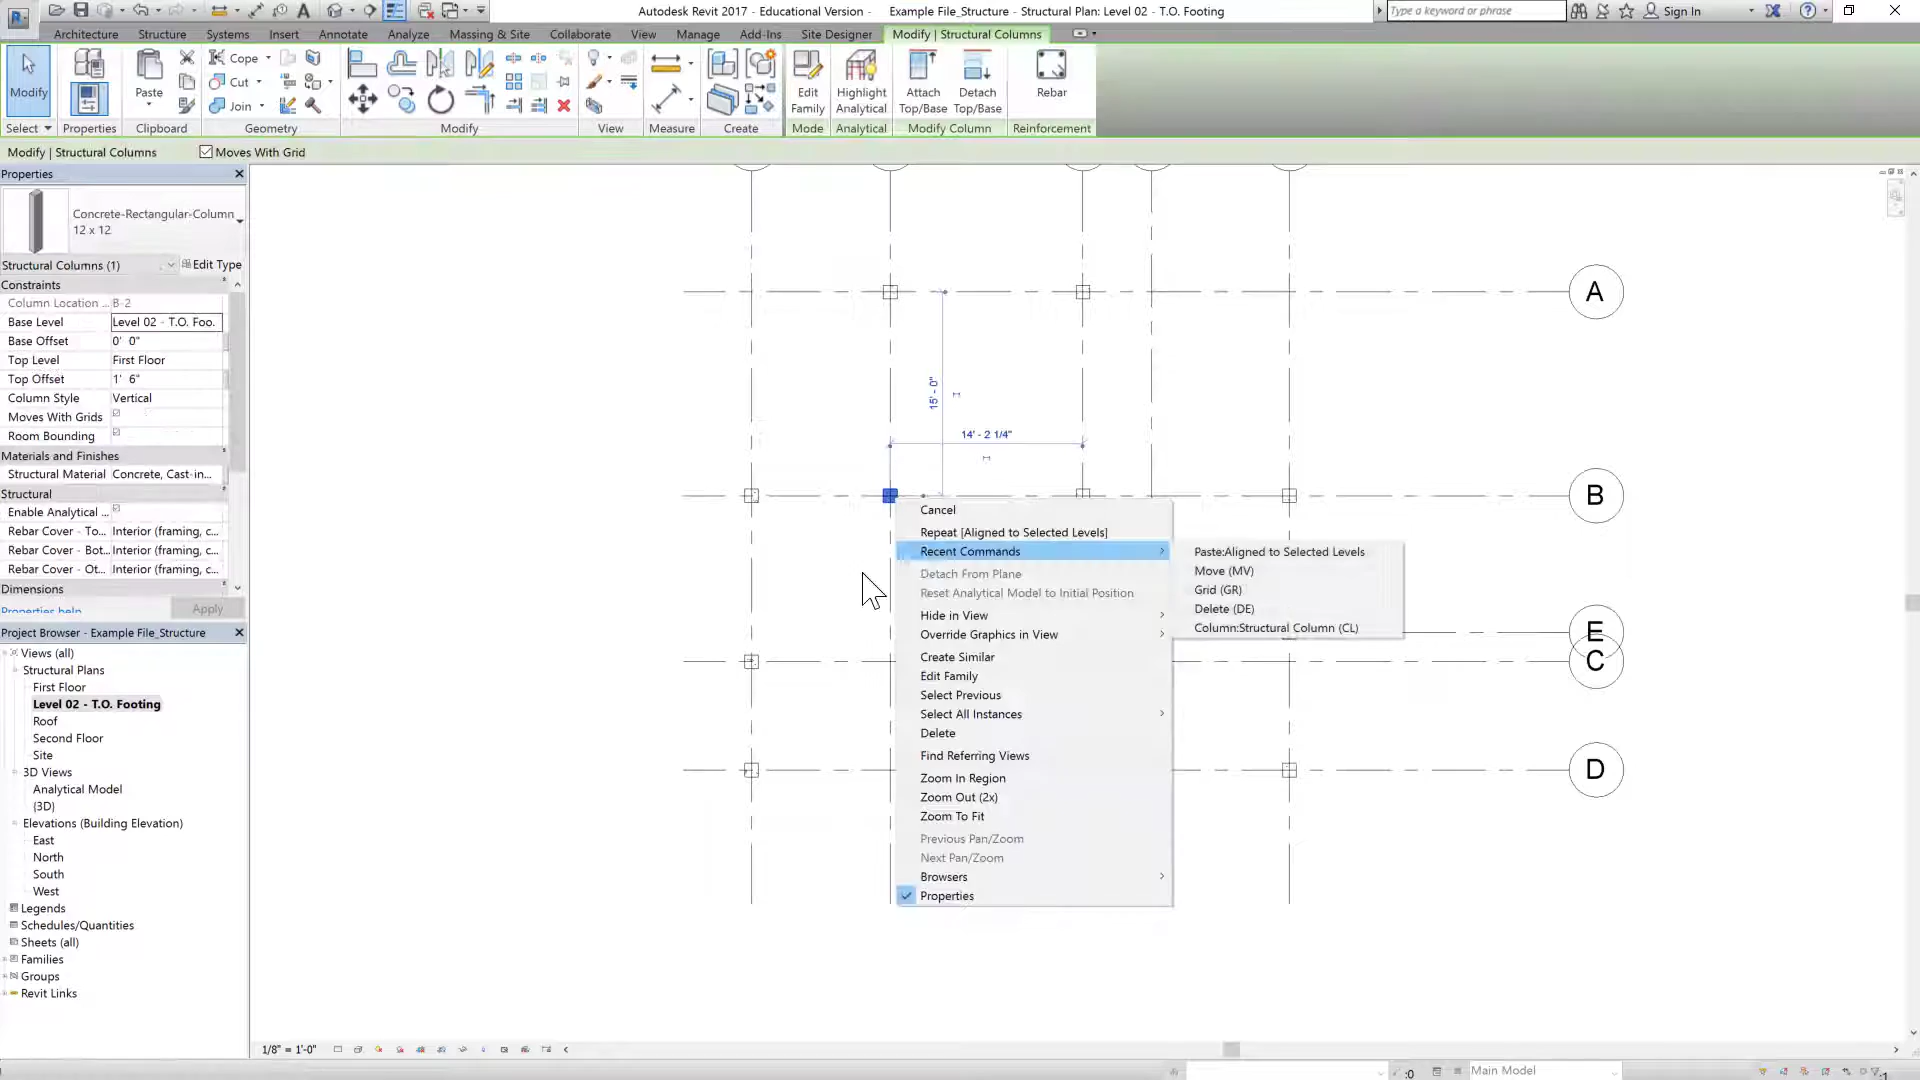 Autodesk Revit 2017 - Educational Version - Example File_Structure - Structural Plan: Level 02 - T.O. Footing
Type a keyword or phrase
Sign In
Architecture Structure Systems Insert Annotate Analyze Massing & Site Collaborate View Manage Add-Ins Site Designer Modify | Structural Columns
Modify
Paste
Cope
Cut
Join
Edit Family
Highlight Analytical
Attach Top/Base
Detach Top/Base
Rebar
Select Properties Clipboard Geometry Modify View Measure Create Mode Analytical Modify Column Reinforcement
Modify | Structural Columns Moves With Grid
Properties
Concrete-Rectangular-Column
12 x 12
Structural Columns (1) Edit Type
Constraints
Column Location ... B-2
Base Level Level 02 - T.O. Foo.
Base Offset 0' 0"
Top Level First Floor
Top Offset 1' 6"
Column Style Vertical
Moves With Grids
Room Bounding
Materials and Finishes
Structural Material Concrete, Cast-in...
Structural
Enable Analytical ...
Rebar Cover - To... Interior (framing, c...
Rebar Cover - Bot... Interior (framing, c...
Rebar Cover - Ot... Interior (framing, c...
Dimensions
Properties help Apply
Project Browser - Example File_Structure
Views (all)
Structural Plans
First Floor
Level 02 - T.O. Footing
Roof
Second Floor
Site
3D Views
Analytical Model
{3D}
Elevations (Building Elevation)
East
North
South
West
Legends
Schedules/Quantities
Sheets (all)
Families
Groups
Revit Links
A
15' - 0"
14' - 2 1/4"
B
E
C
D
Cancel
Repeat [Aligned to Selected Levels]
Recent Commands
Detach From Plane
Reset Analytical Model to Initial Position
Hide in View
Override Graphics in View
Create Similar
Edit Family
Select Previous
Select All Instances
Delete
Find Referring Views
Zoom In Region
Zoom Out (2x)
Zoom To Fit
Previous Pan/Zoom
Next Pan/Zoom
Browsers
Properties
Paste:Aligned to Selected Levels
Move (MV)
Grid (GR)
Delete (DE)
Column:Structural Column (CL)
1/8" = 1'-0"
:0 Main Model :1